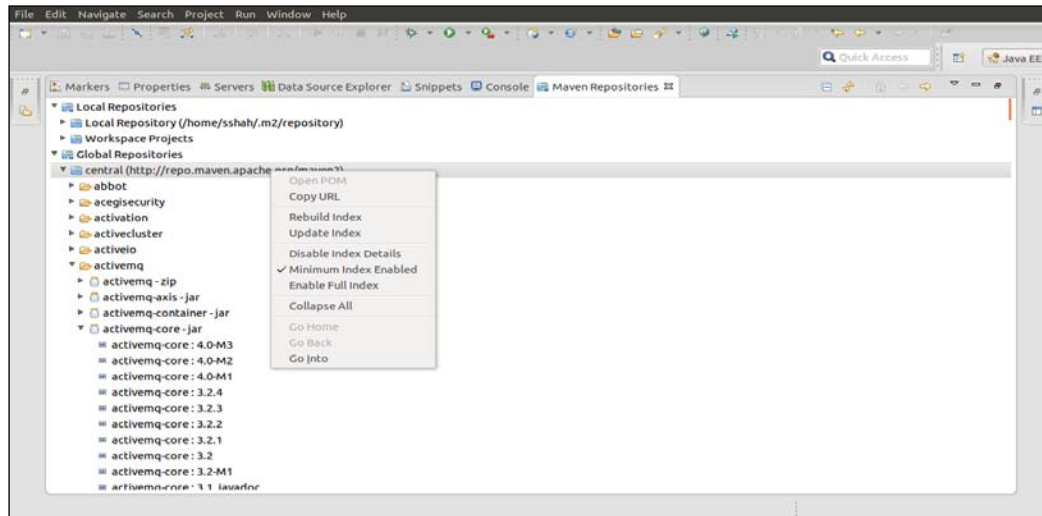 File Edit Navigate Search Project Run Window Help
Quick Access
Java EE
Markers Properties Servers Data Source Explorer Snippets Console Maven Repositories
Local Repositories
Local Repository (/home/sshah/.m2/repository)
Workspace Projects
Global Repositories
central (http://repo.maven.apache.org/maven2)
abbot
acegisecurity
activation
activecluster
activeio
activemq
activemq - zip
activemq-axis - jar
activemq-container - jar
activemq-core - jar
activemq-core : 4.0-M3
activemq-core : 4.0-M2
activemq-core : 4.0-M1
activemq-core : 3.2.4
activemq-core : 3.2.3
activemq-core : 3.2.2
activemq-core : 3.2.1
activemq-core : 3.2
activemq-core : 3.2-M1
activemq-core : 3.1 javadoc
Open POM
Copy URL
Rebuild Index
Update Index
Disable Index Details
Minimum Index Enabled
Enable Full Index
Collapse All
Go Home
Go Back
Go Into